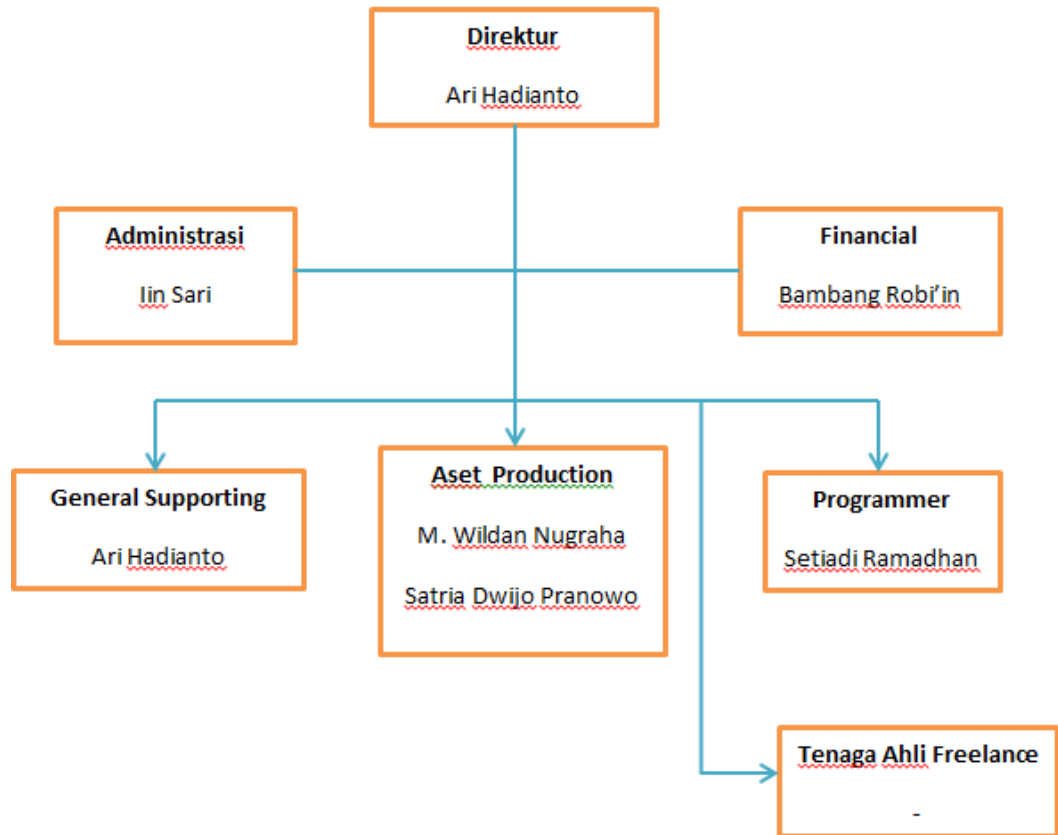 Direktur
Ari Hadianto
Administrasi
Iin Sari
Financial
Bambang Robi’in
General Supporting
Ari Hadianto
Aset Production
M. Wildan Nugraha
Satria Dwijo Pranowo
Programmer
Setiadi Ramadhan
Tenaga Ahli Freelance
-